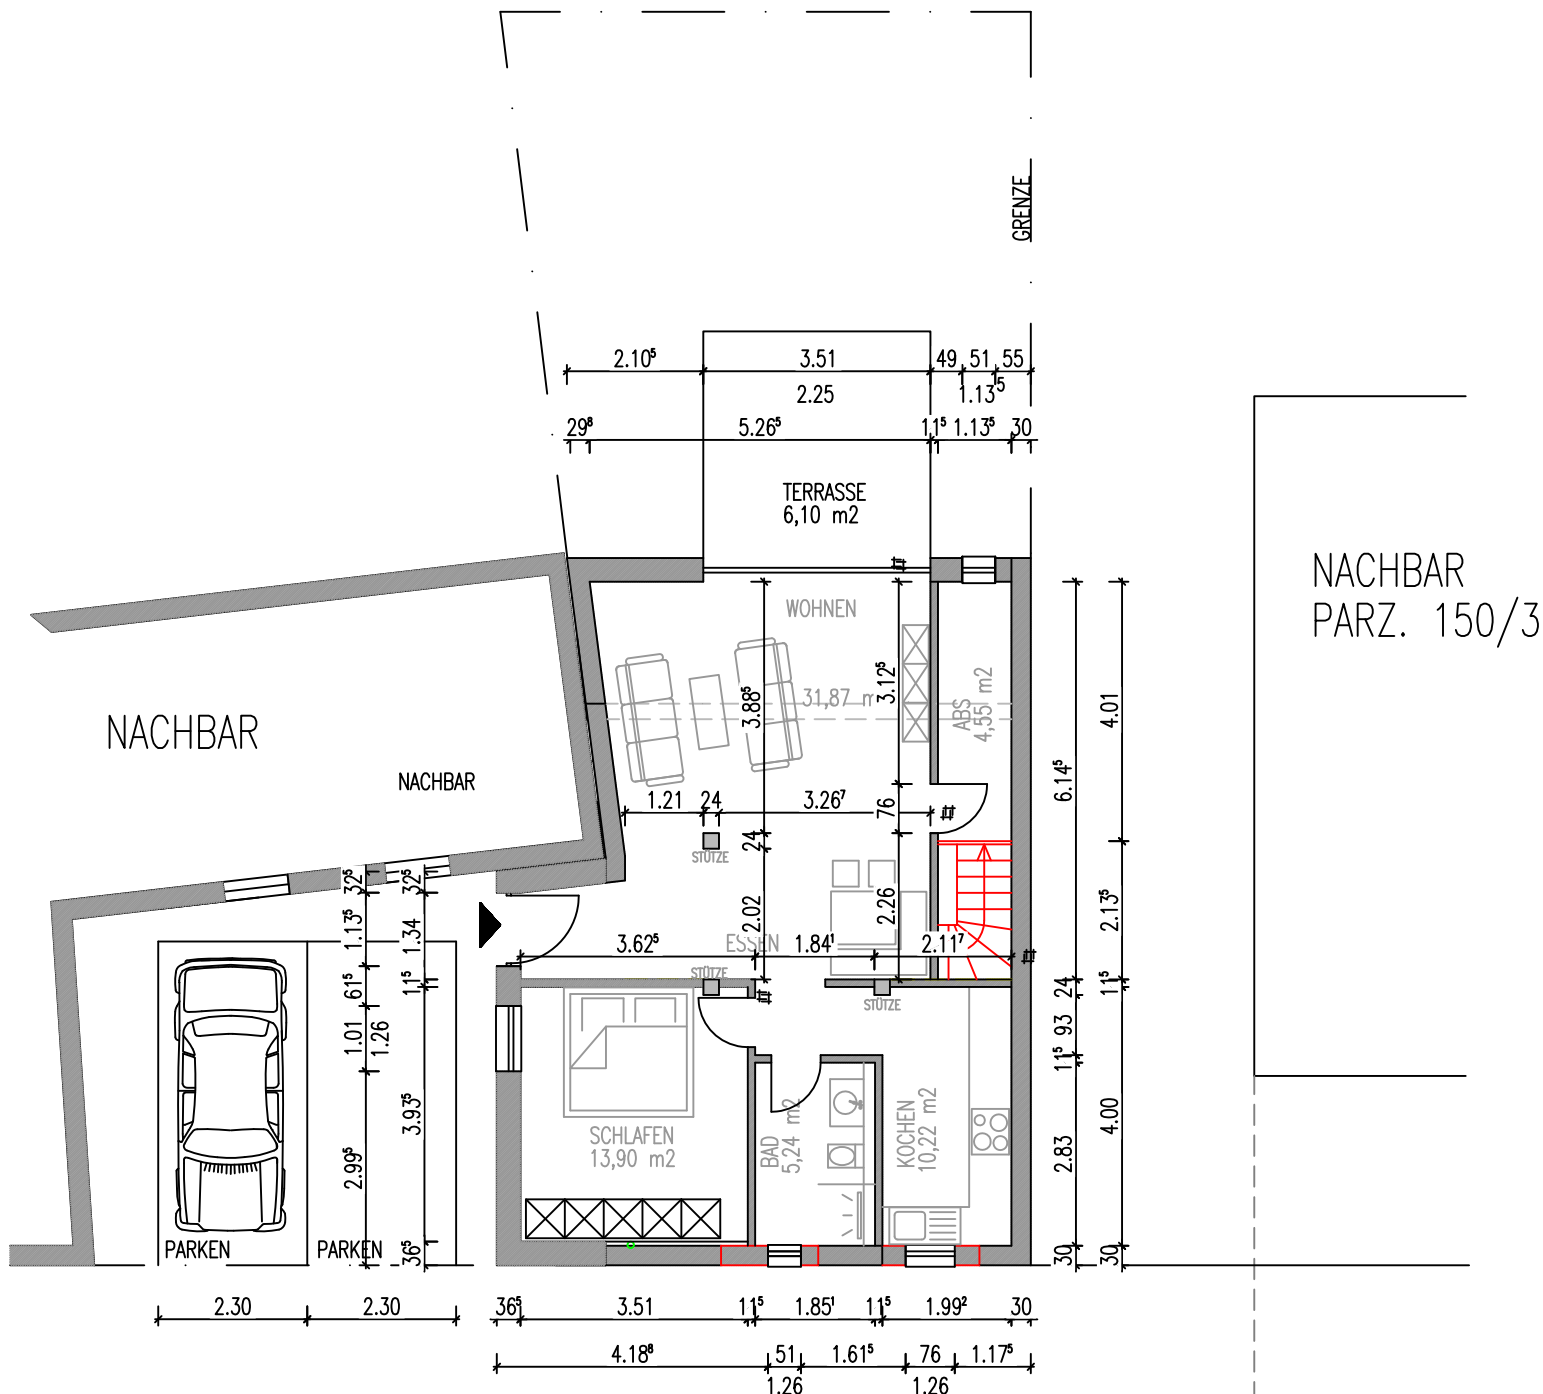 GRENZE
2.10⁵
3.51
49
51
55
2.25
1.13⁵
29⁸
5.26⁵
11⁵
1.13⁵
30
TERRASSE
6,10 m2
NACHBAR
PARZ. 150/3
WOHNEN
31,87
3.88⁵
3.12⁵
ABS
4,55 m2
4.01
6.14⁵
NACHBAR
NACHBAR
1.21
24
3.26⁷
76
24
STÜTZE
32⁵
32⁵
1.13⁵
1.34
2.02
2.26
2.13⁵
ESSEN
3.62⁵
1.84¹
2.11⁷
STÜTZE
STÜTZE
61⁵
11⁵
24
11⁵
1.01
1.26
93
11⁵
3.93⁵
4.00
SCHLAFEN
13,90 m2
BAD
5,24 m2
KOCHEN
10,22 m2
2.99⁵
2.83
PARKEN
PARKEN
36⁵
30
30
2.30
2.30
36⁵
3.51
11⁵
1.85¹
11⁵
1.99²
30
4.18⁸
51
1.61⁵
76
1.17⁵
1.26
1.26